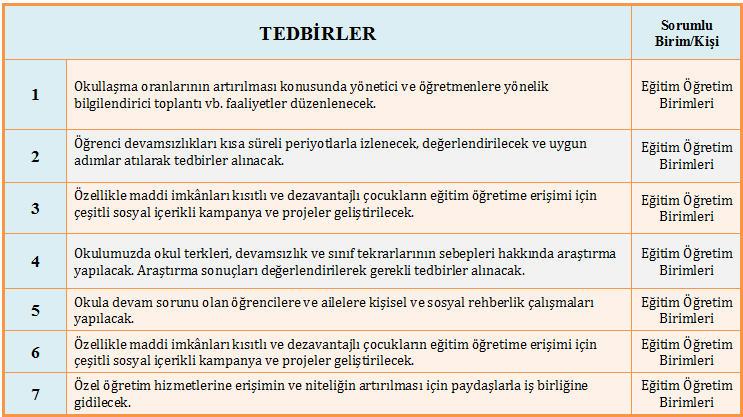 TEDBİRLER
Sorumlu
Birim/Kişi
1
Okullaşma oranlarının artırılması konusunda yönetici ve öğretmenlere yönelik
bilgilendirici toplantı vb. faaliyetler düzenlenecek.
Eğitim Öğretim
Birimleri
2
Öğrenci devamsızlıkları kısa süreli periyotlarla izlenecek, değerlendirilecek ve uygun
adımlar atılarak tedbirler alınacak.
Eğitim Öğretim
Birimleri
3
Özellikle maddi imkânları kısıtlı ve dezavantajlı çocukların eğitim öğretime erişimi için
çeşitli sosyal içerikli kampanya ve projeler geliştirilecek.
Eğitim Öğretim
Birimleri
4
Okulumuzda okul terkleri, devamsızlık ve sınıf tekrarlarının sebepleri hakkında araştırma
yapılacak. Araştırma sonuçları değerlendirilerek gerekli tedbirler alınacak.
Eğitim Öğretim
Birimleri
5
Okula devam sorunu olan öğrencilere ve ailelere kişisel ve sosyal rehberlik çalışmaları
yapılacak.
Eğitim Öğretim
Birimleri
6
Özellikle maddi imkânları kısıtlı ve dezavantajlı çocukların eğitim öğretime erişimi için
çeşitli sosyal içerikli kampanya ve projeler geliştirilecek.
Eğitim Öğretim
Birimleri
7
Özel öğretim hizmetlerine erişimin ve niteliğin artırılması için paydaşlarla iş birliğine
gidilecek.
Eğitim Öğretim
Birimleri